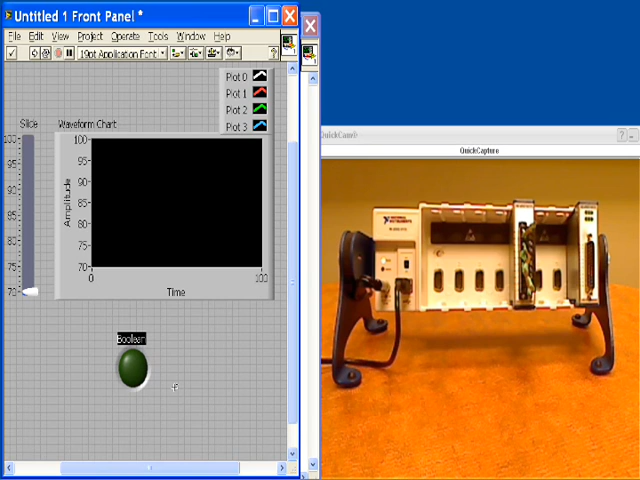 Untitled 1 Front Panel *
File Edit View Project Operate Tools Window Help
19pt Application Font
Plot 0
Plot 1
Plot 2
Plot 3
Slide
Waveform Chart
100
95
90
85
80
75
70
Amplitude
100
95
90
85
80
75
70
0
100
Time
Boolean
QuickCam®
QuickCapture
NATIONAL
INSTRUMENTS